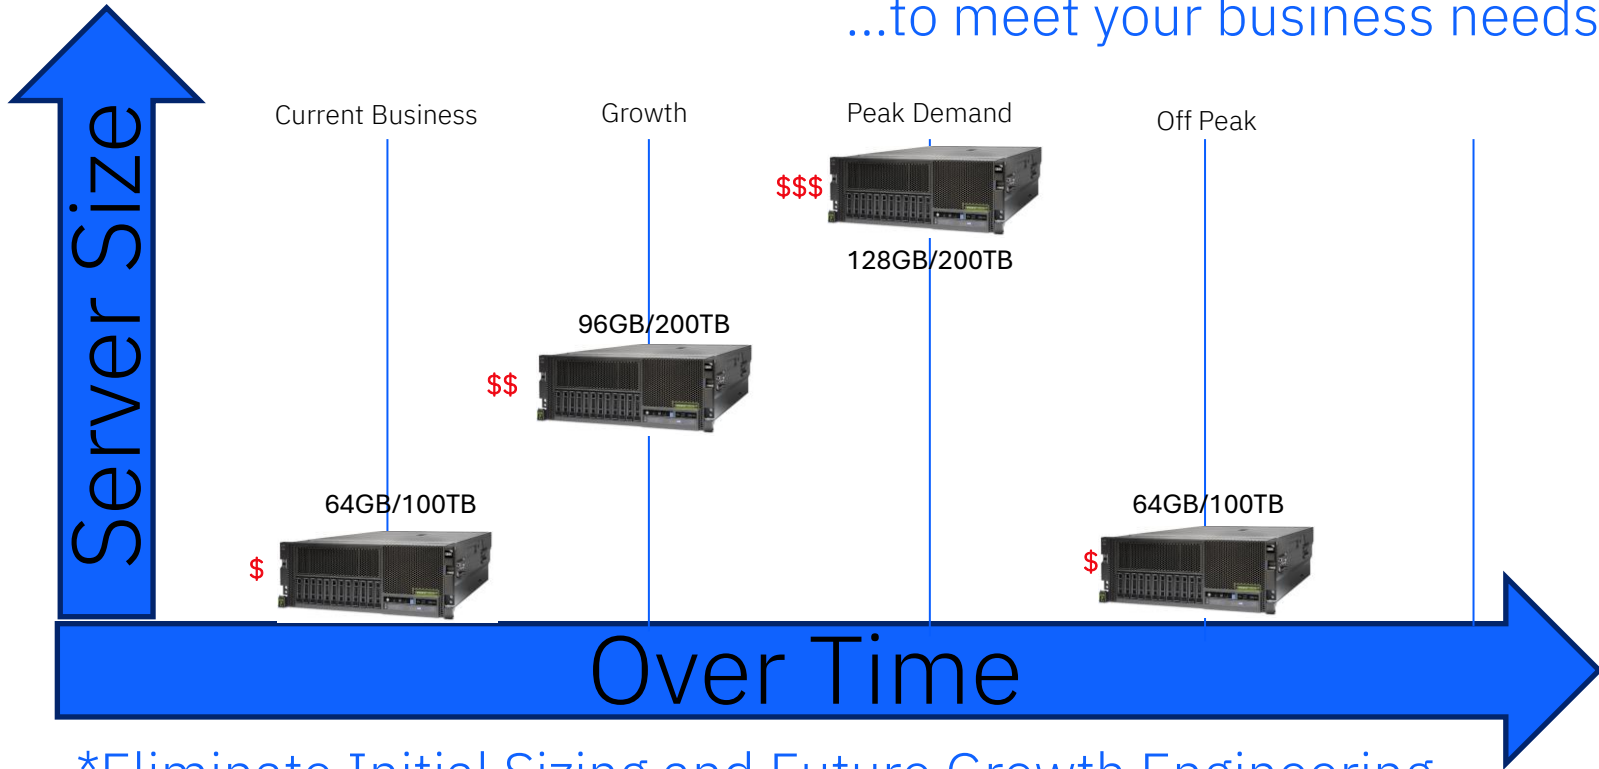 ...to meet your business needs
Current Business
Growth
Peak Demand
Off Peak
$$$
128GB/200TB
96GB/200TB
$$
64GB/100TB
$
64GB/100TB
$
Server Size
Over Time
*Eliminate Initial Sizing and Future Growth Engineering